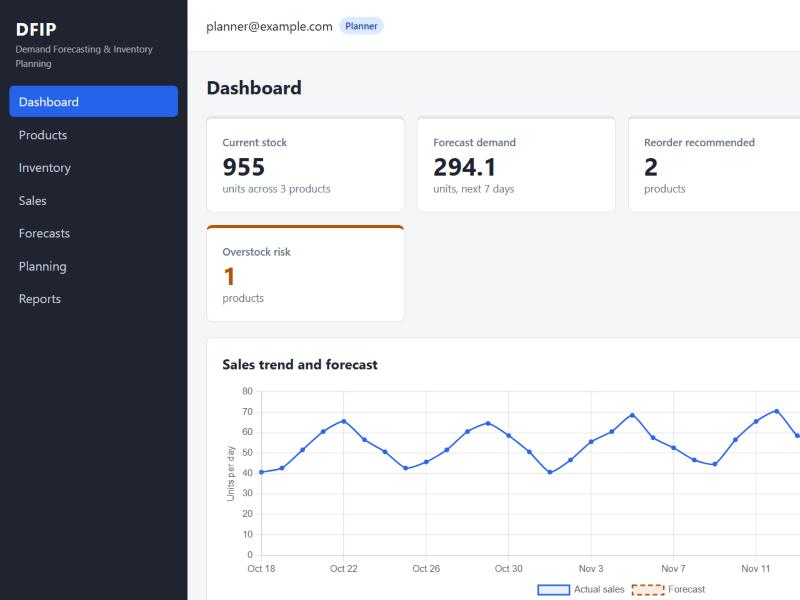 DFIP
Demand Forecasting & Inventory
Planning
Dashboard
Products
Inventory
Sales
Forecasts
Planning
Reports
planner@example.com Planner
Dashboard
Current stock
955
units across 3 products
Forecast demand
294.1
units, next 7 days
Reorder recommended
2
products
Overstock risk
1
products
Sales trend and forecast
Units per day
80
70
60
50
40
30
20
10
0
Oct 18 Oct 22 Oct 26 Oct 30 Nov 3 Nov 7 Nov 11
Actual sales Forecast